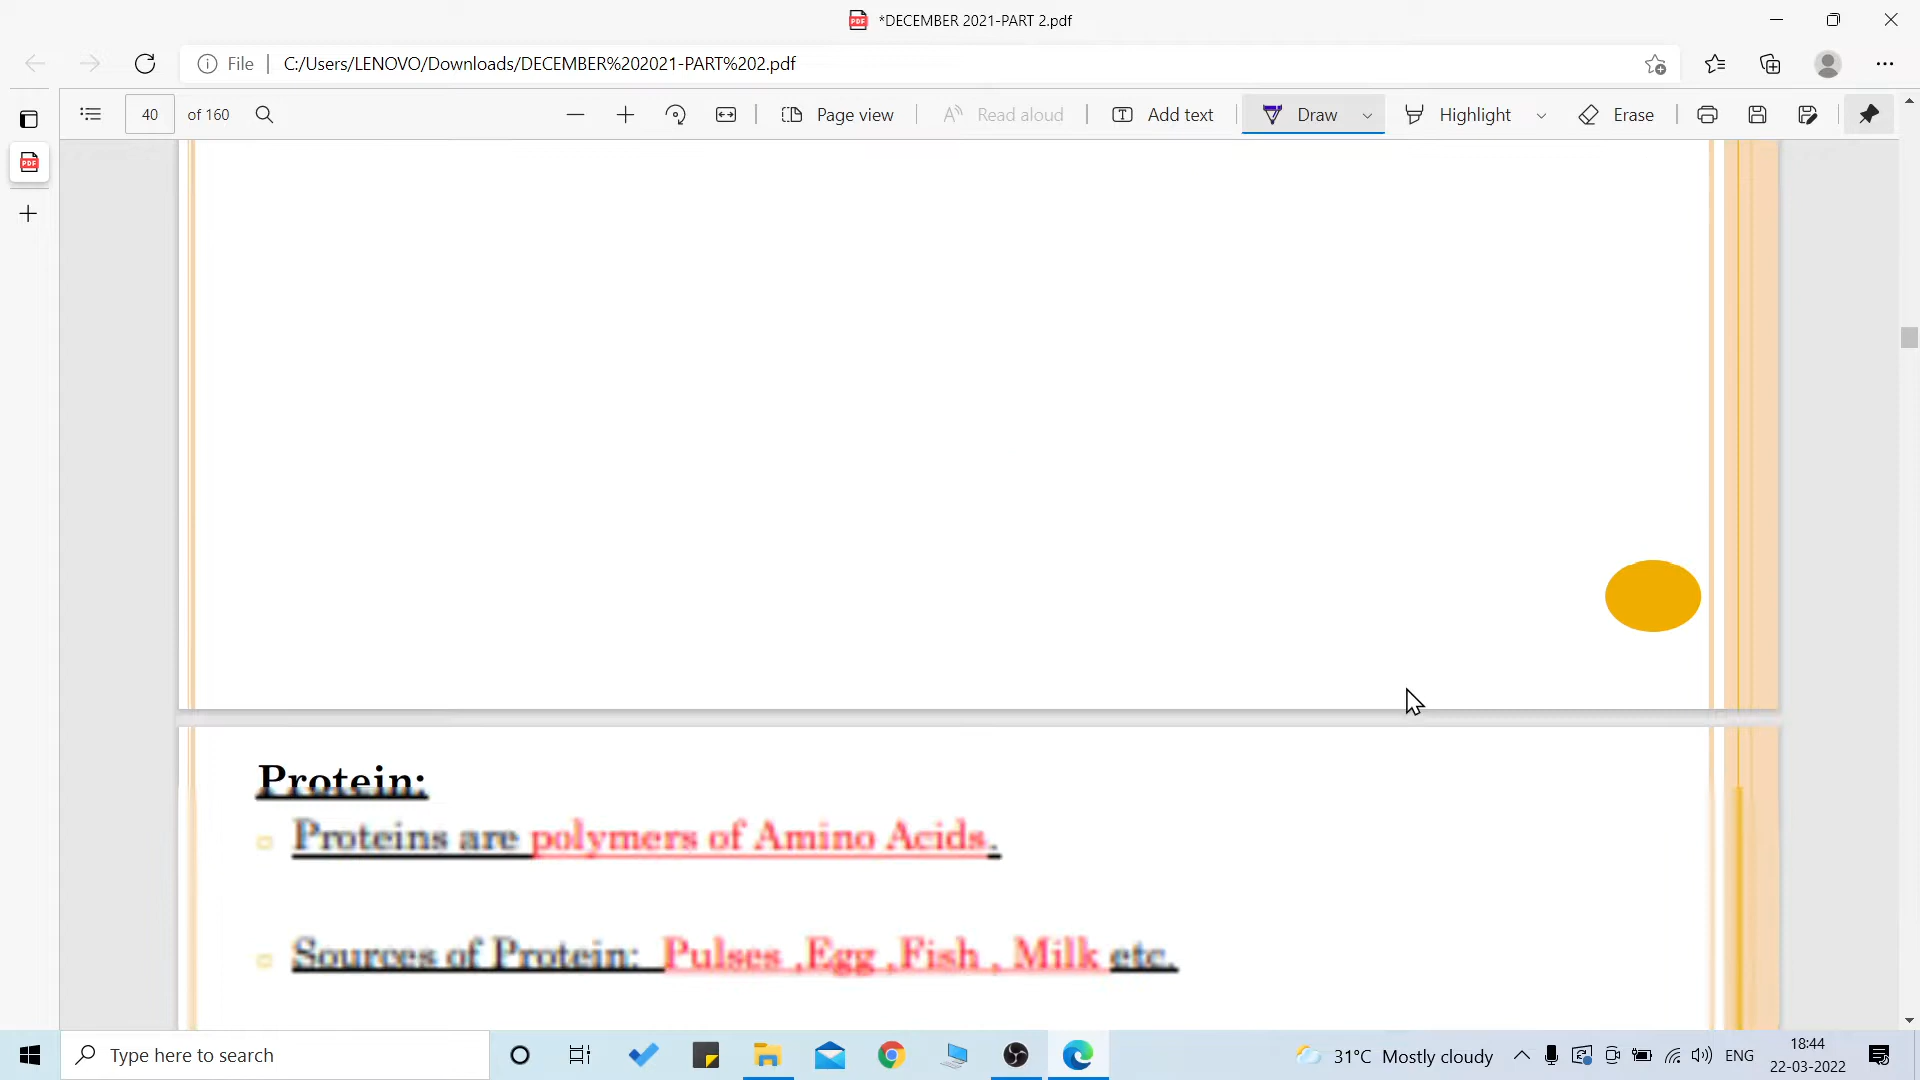 *DECEMBER 2021-PART 2.pdf
File C:/Users/LENOVO/Downloads/DECEMBER%202021-PART%202.pdf
40 of 160 Page view Read aloud Add text Draw Highlight Erase
Protein:
Proteins are polymers of Amino Acids.
Sources of Protein: Pulses ,Egg ,Fish , Milk etc.
Type here to search
31°C Mostly cloudy
ENG
18:44
22-03-2022